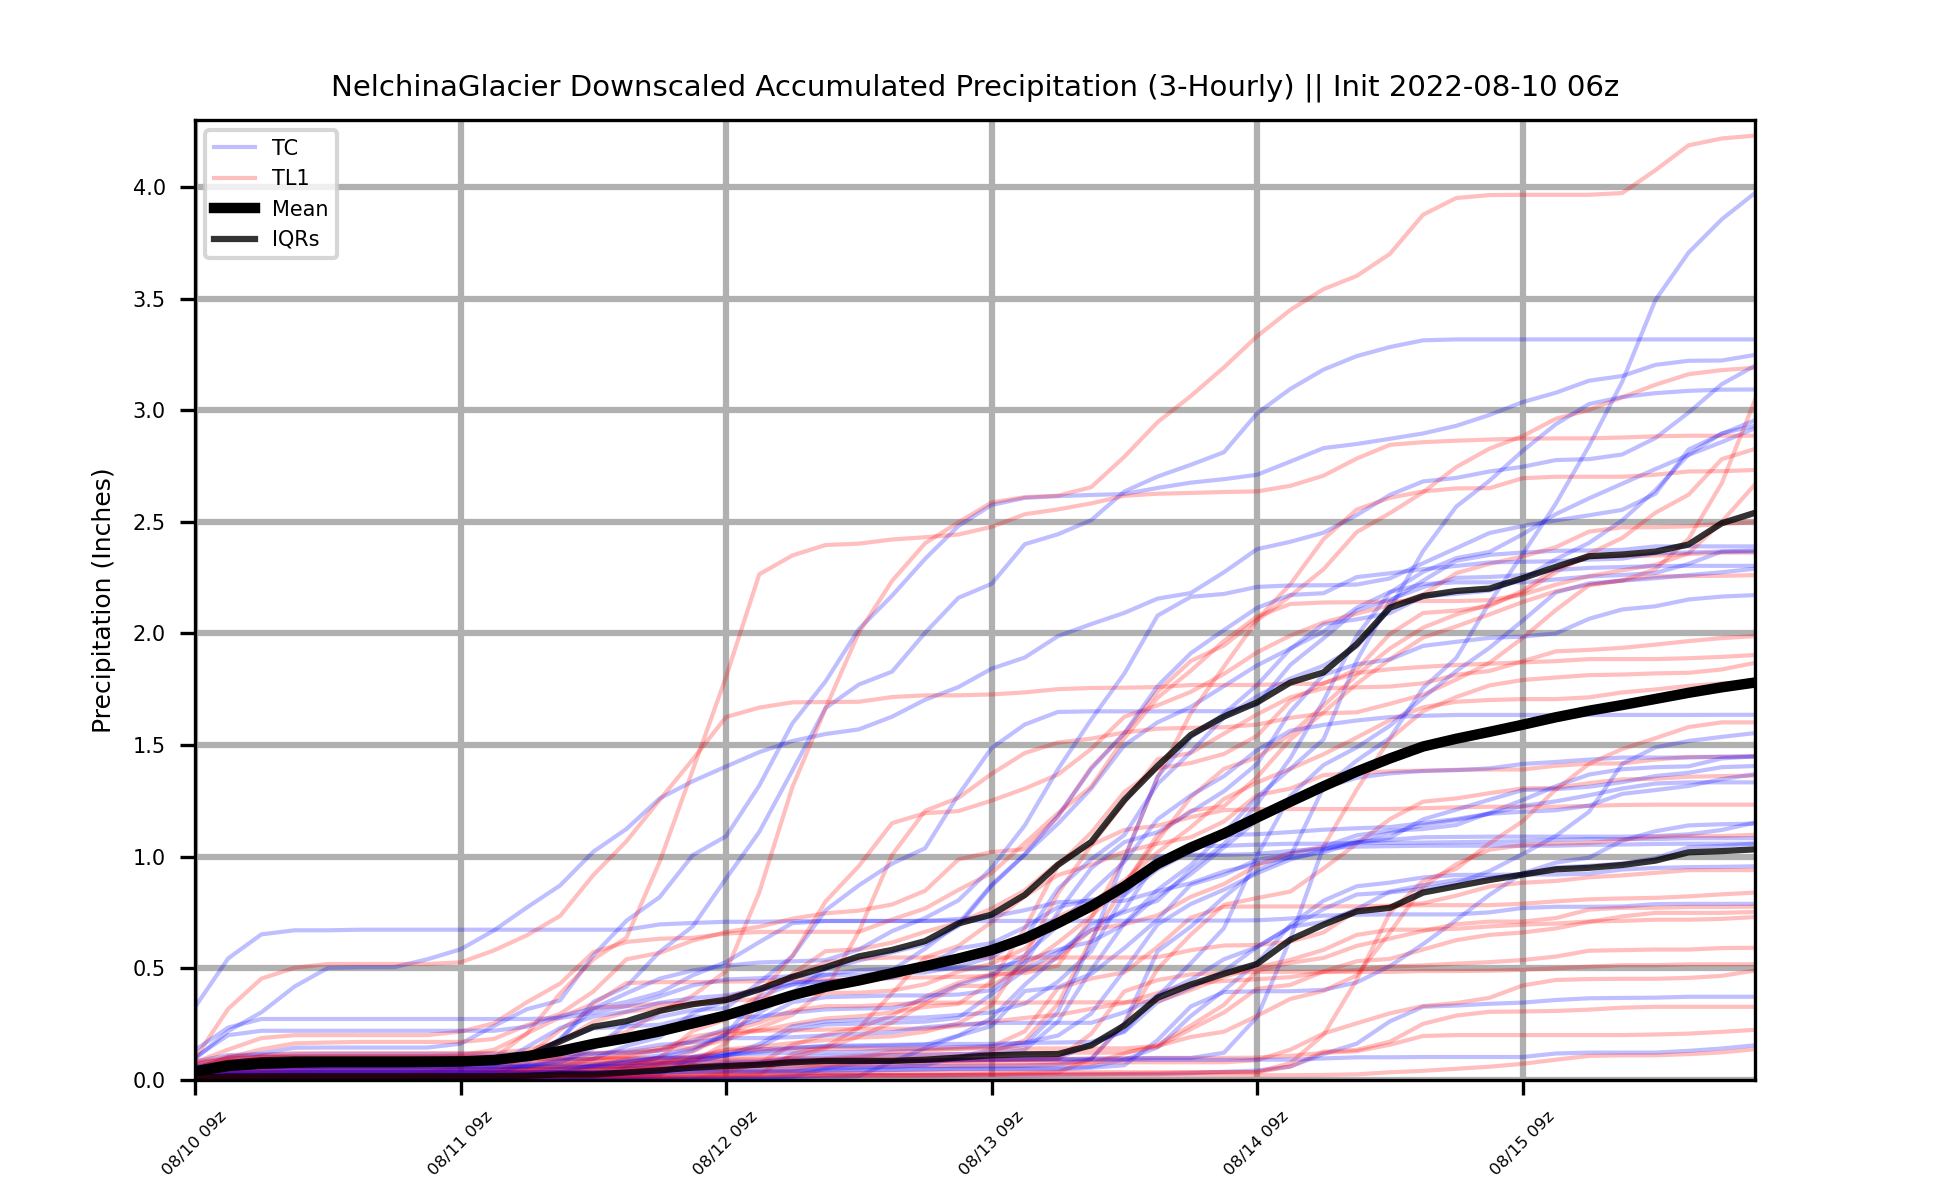 NelchinaGlacier Downscaled Accumulated Precipitation (3-Hourly) || Init 2022-08-10 06z
TC
TL1
Mean
IQRs
Precipitation (Inches)
4.0
3.5
3.0
2.5
2.0
1.5
1.0
0.5
0.0
08/10 09z
08/11 09z
08/12 09z
08/13 09z
08/14 09z
08/15 09z